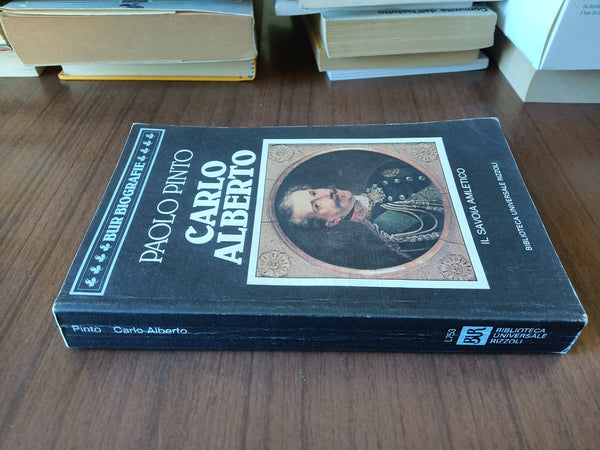 BUR BIOGRAFIE
PAOLO PINTO
CARLO
ALBERTO
IL SAVOIA AMLETICO
BIBLIOTECA UNIVERSALE RIZZOLI
Pinto Carlo Alberto
L753
BUR
BIBLIOTECA
UNIVERSALE
RIZZOLI